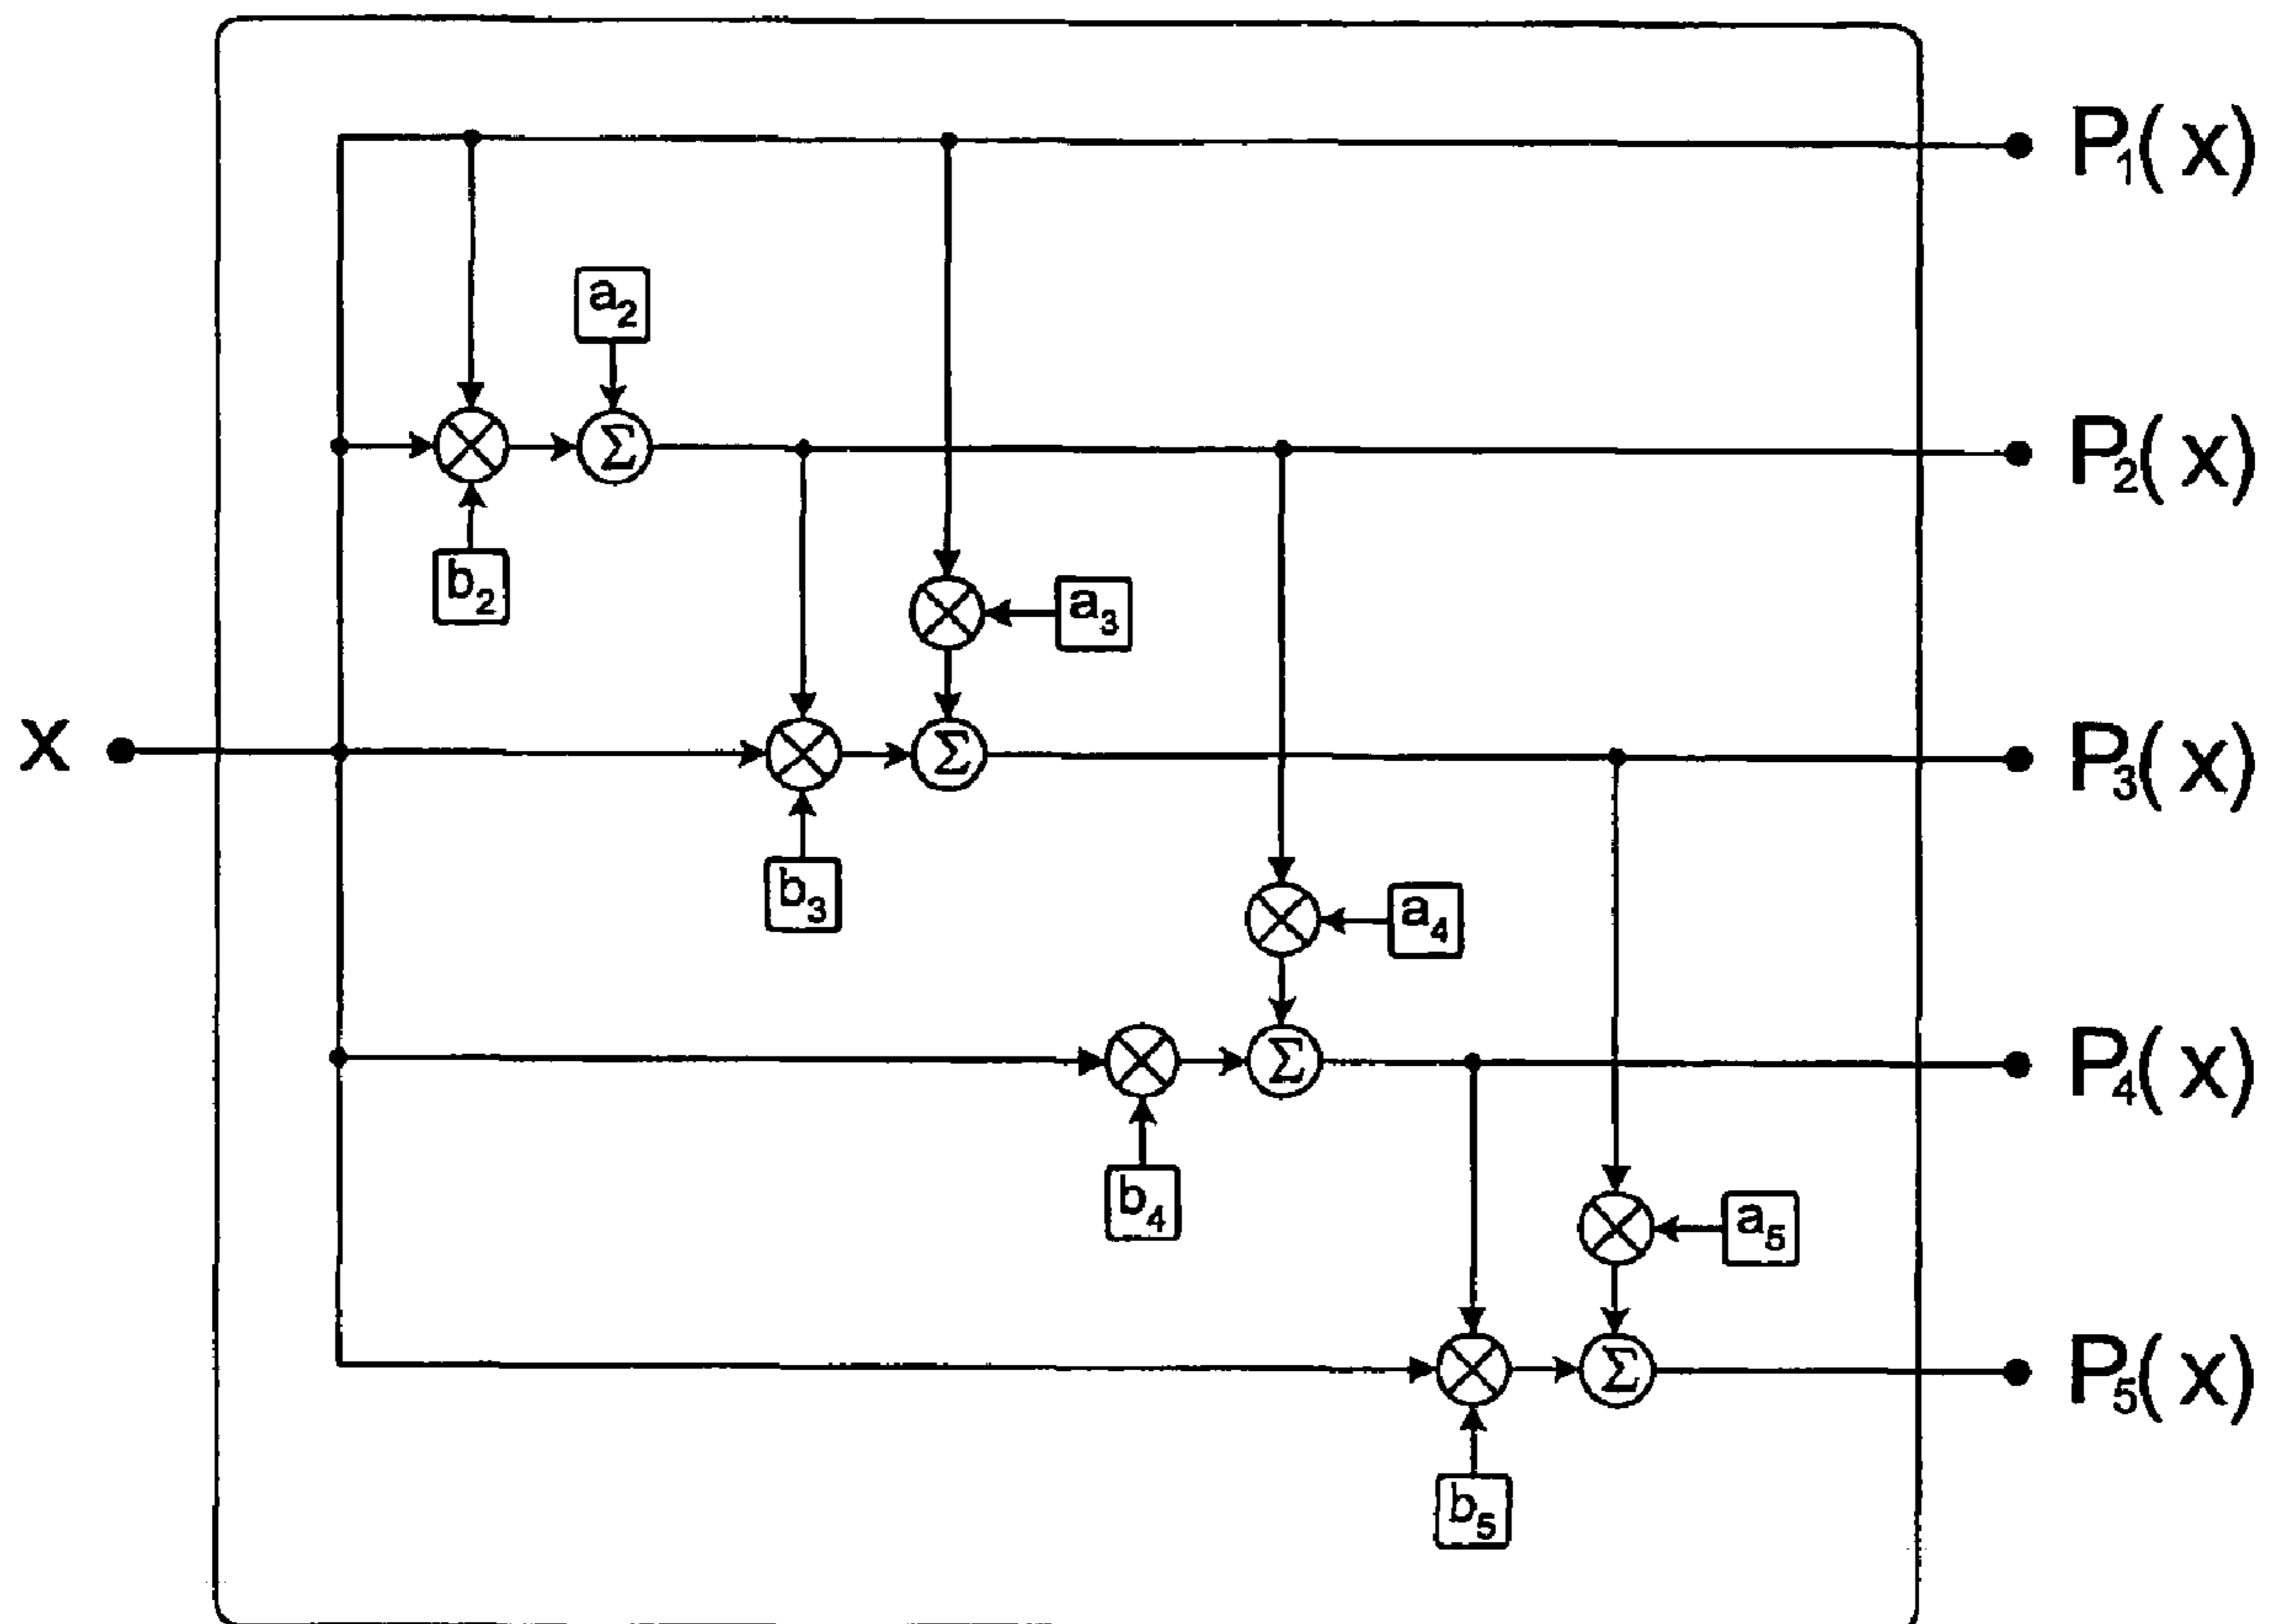 P₁(x)
a₂
Σ
P₂(x)
b₂
a₃
x
Σ
P₃(x)
b₃
a₄
Σ
P₄(x)
b₄
a₅
Σ
P₅(x)
b₅